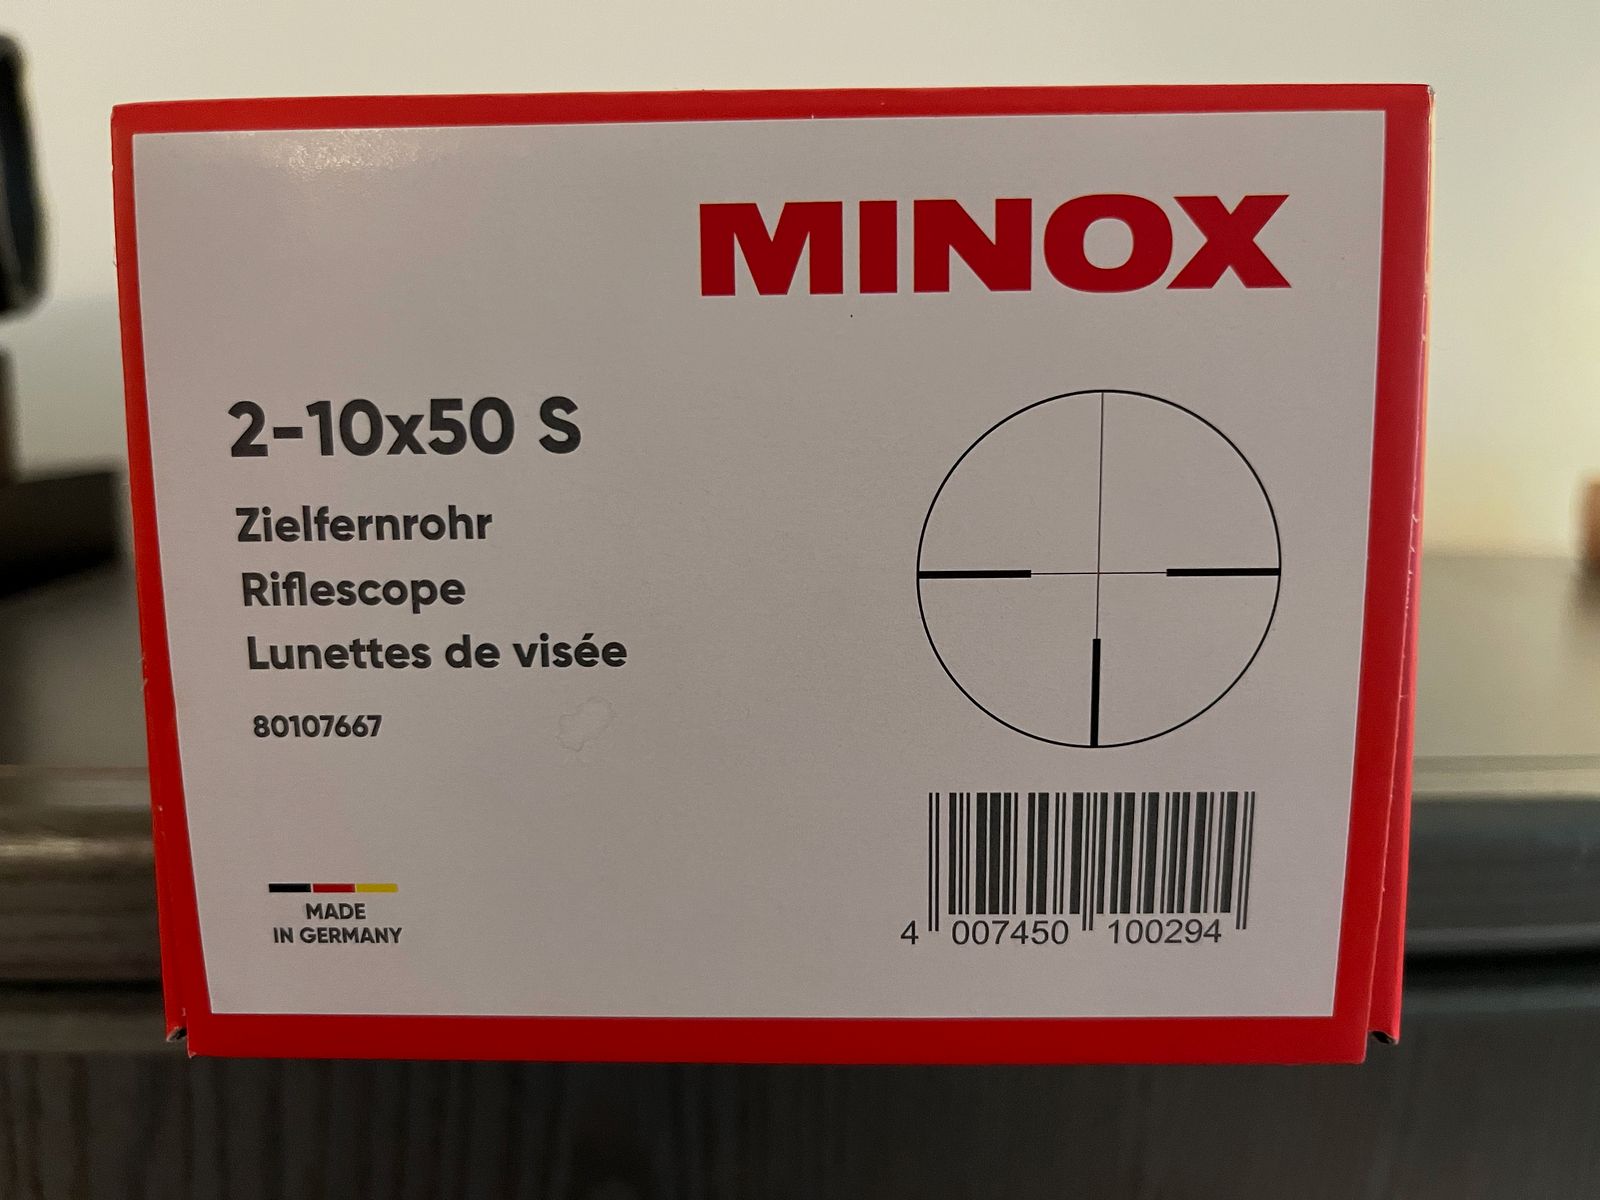 MINOX
2-10x50 S
Zielfernrohr
Riflescope
Lunettes de visée
80107667
MADE
IN GERMANY
4 007450 100294